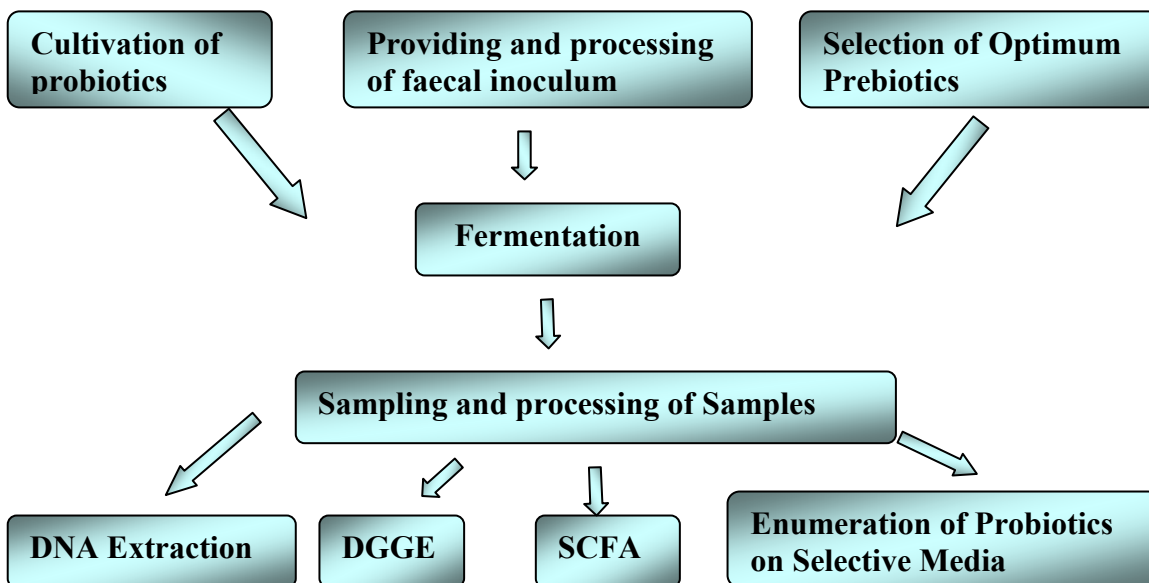 Cultivation of
probiotics
Providing and processing
of faecal inoculum
Selection of Optimum
Prebiotics
Fermentation
Sampling and processing of Samples
DNA Extraction
DGGE
SCFA
Enumeration of Probiotics
on Selective Media